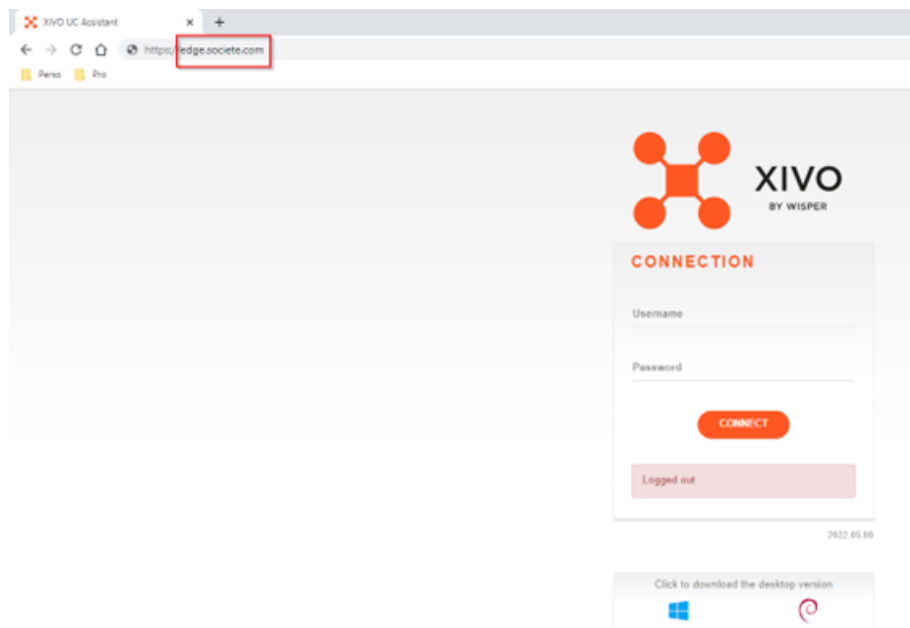 XIVO UC Assistant
https://edge.societe.com
Perso Pro
XIVO
BY WISPER
CONNECTION
Username
Password
CONNECT
Logged out
2022.05.08
Click to download the desktop version